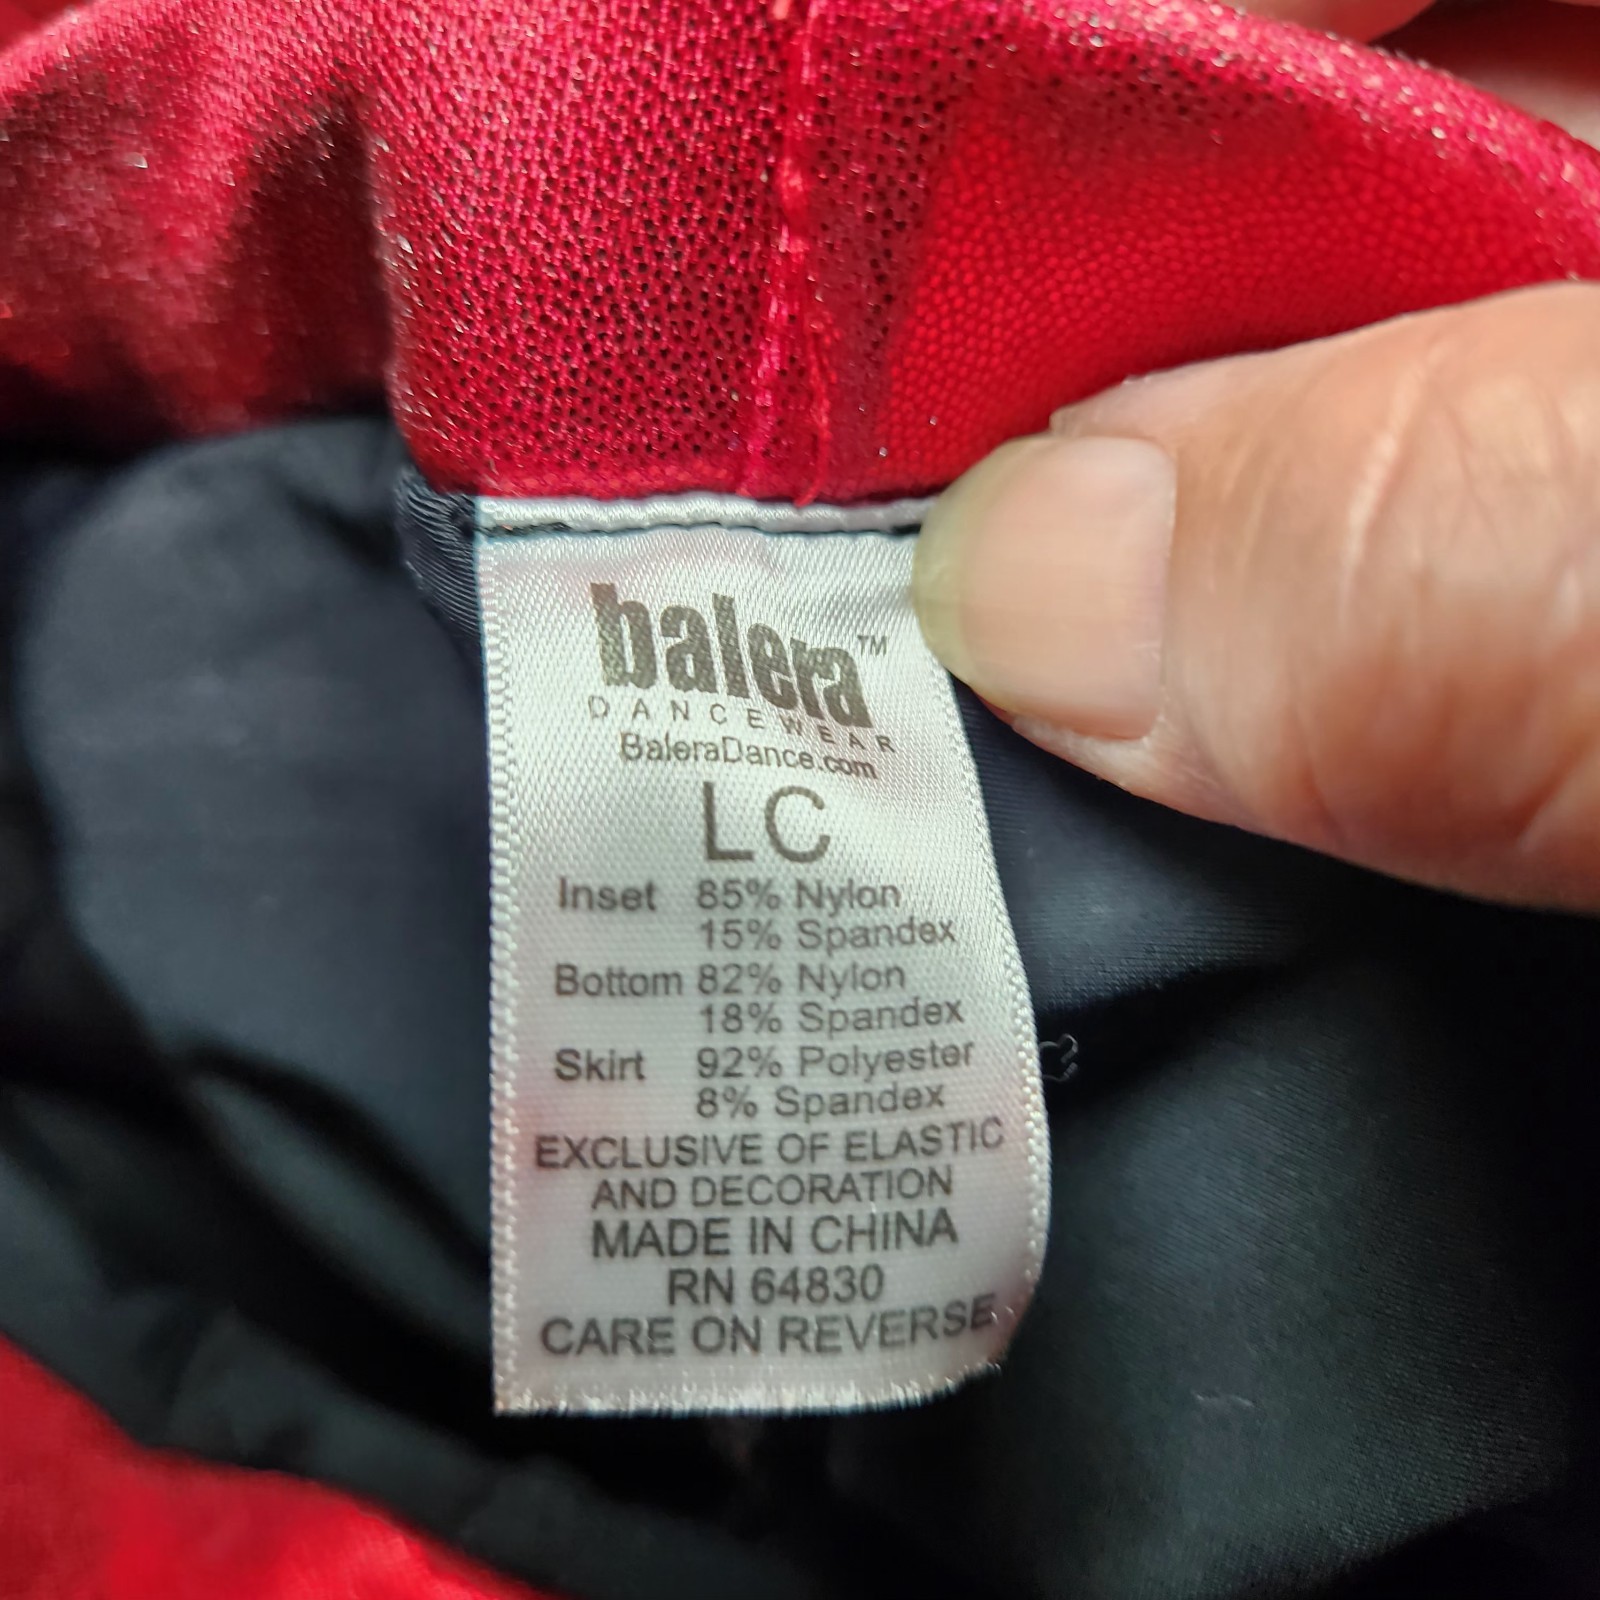 balera™
DANCEWEAR
BaleraDance.com
LC
Inset 85% Nylon
15% Spandex
Bottom 82% Nylon
18% Spandex
Skirt 92% Polyester
8% Spandex
EXCLUSIVE OF ELASTIC
AND DECORATION
MADE IN CHINA
RN 64830
CARE ON REVERSE